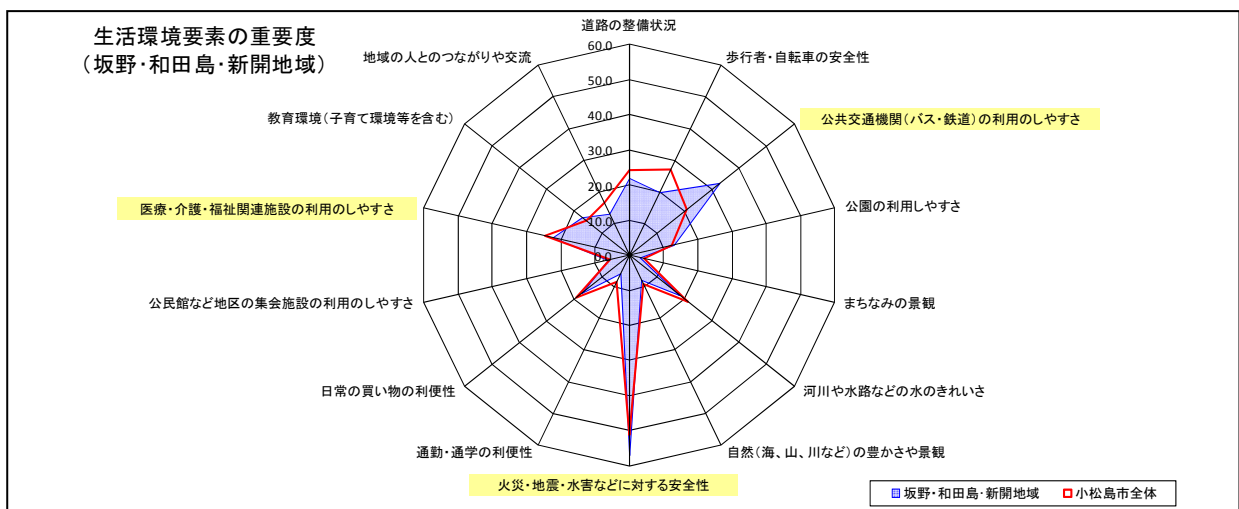 生活環境要素の重要度
（坂野・和田島・新開地域）
道路の整備状況
歩行者・自転車の安全性
公共交通機関（バス・鉄道）の利用のしやすさ
公園の利用しやすさ
まちなみの景観
河川や水路などの水のきれいさ
自然（海、山、川など）の豊かさや景観
火災・地震・水害などに対する安全性
通勤・通学の利便性
日常の買い物の利便性
公民館など地区の集会施設の利用のしやすさ
医療・介護・福祉関連施設の利用のしやすさ
教育環境（子育て環境等を含む）
地域の人とのつながりや交流
60.0
50.0
40.0
30.0
20.0
10.0
0.0
坂野・和田島・新開地域
小松島市全体